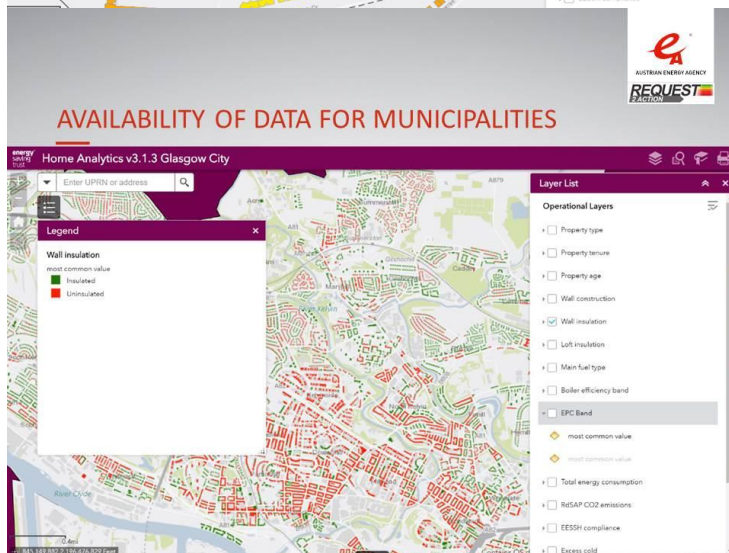 AUSTRIAN ENERGY AGENCY
REQUEST
2 ACTION
AVAILABILITY OF DATA FOR MUNICIPALITIES
energy
saving
trust
Home Analytics v3.1.3 Glasgow City
Enter UPRN or address
Legend
Wall insulation
most common value
Insulated
Uninsulated
Layer List
Operational Layers
Property type
Property tenure
Property age
Wall construction
Wall insulation
Loft insulation
Main fuel type
Boiler efficiency band
EPC Band
most common value
most common value
Total energy consumption
RdSAP CO2 emissions
EESSH compliance
Excess cold
River Clyde
0.4mi